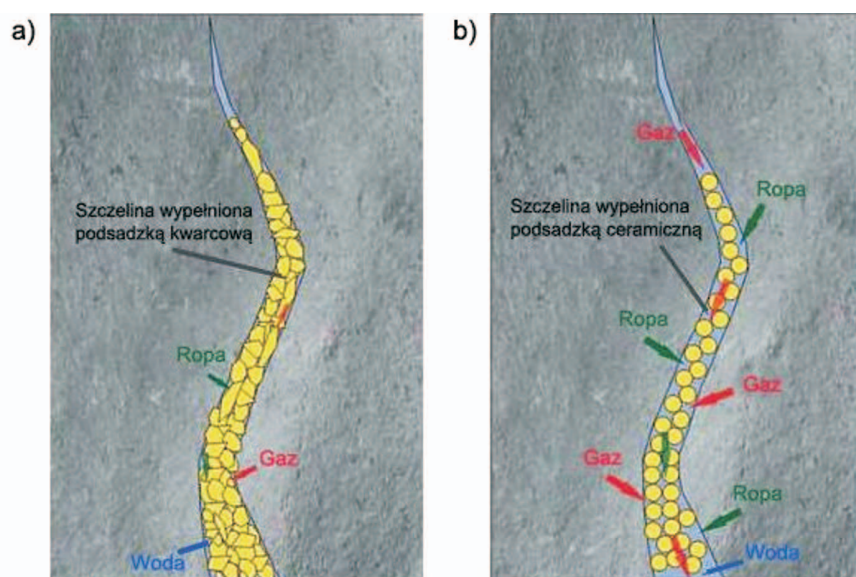 a)
Szczelina wypełniona
podsadzką kwarcową
Ropa
Gaz
Woda
b)
Gaz
Ropa
Szczelina wypełniona
podsadzką ceramiczną
Ropa
Gaz
Gaz
Ropa
Woda